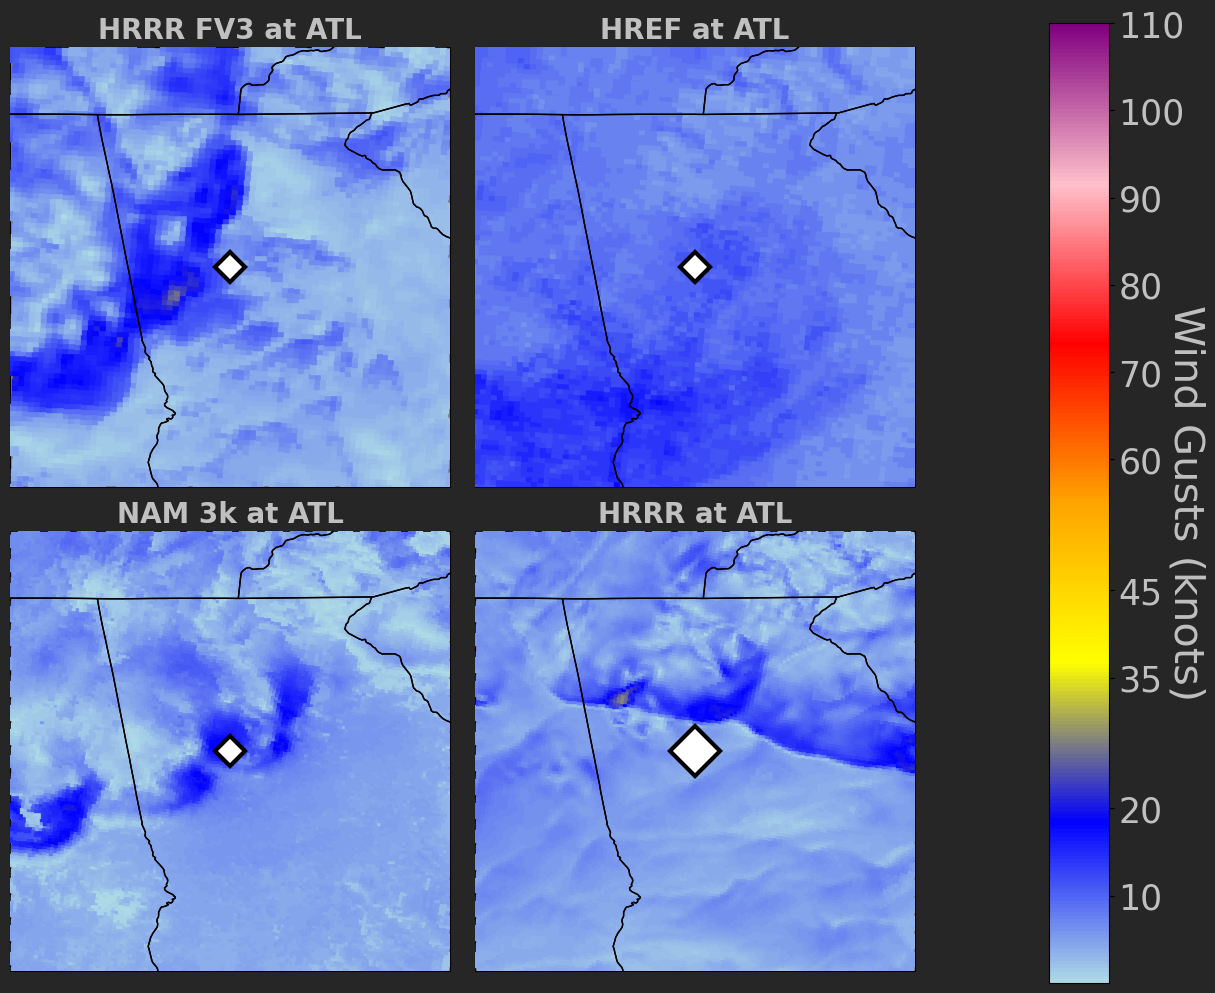 HRRR FV3 at ATL
HREF at ATL
NAM 3k at ATL
HRRR at ATL
110
100
90
80
70
60
45
35
20
10
Wind Gusts (knots)